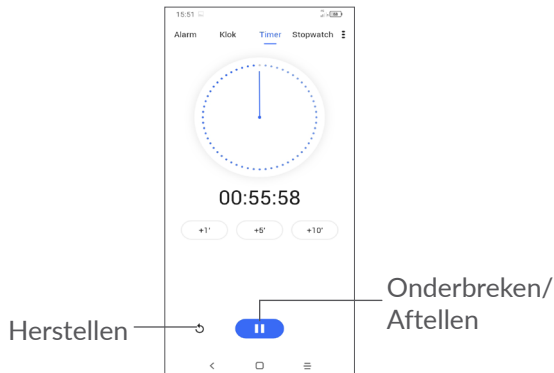 15:51
Alarm Klok Timer Stopwatch
00:55:58
+1' +5' +10'
Onderbreken/
Aftellen
Herstellen